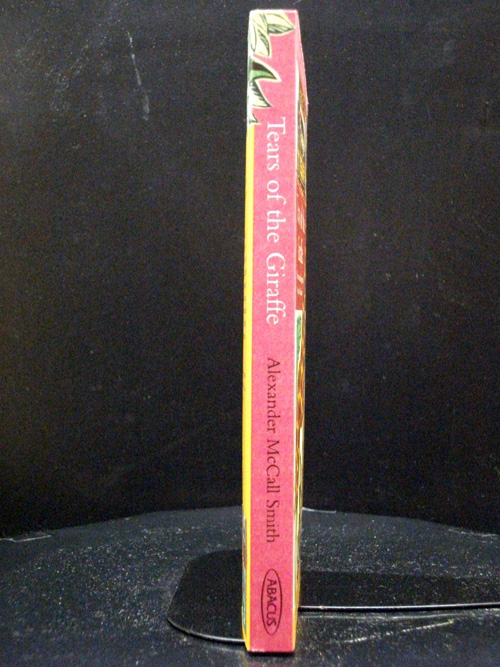 Tears of the Giraffe
Alexander McCall Smith
ABACUS